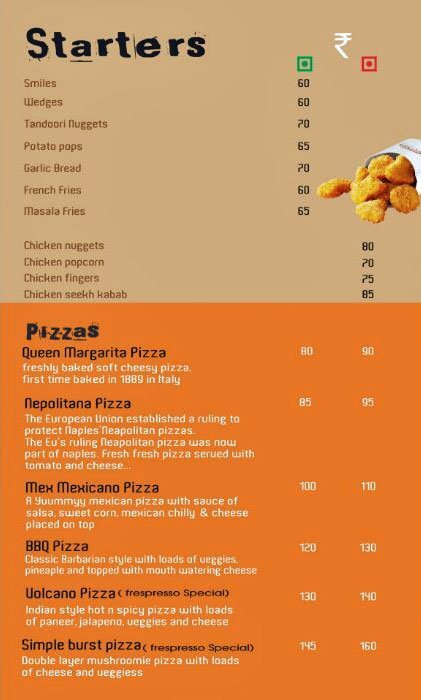 Starters
₹
Smiles 60
Wedges 60
Tandoori Nuggets 70
Potato pops 65
Garlic Bread 70
French Fries 60
Masala Fries 65
Chicken nuggets 80
Chicken popcorn 70
Chicken fingers 75
Chicken seekh kabab 85
Pizzas
Queen Margarita Pizza 80 90
freshly baked soft cheesy pizza,
first time baked in 1889 in Italy
Nepolitana Pizza 85 95
The European Union established a ruling to
protect Naples Neapolitan pizzas.
The Eu's ruling Neapolitan pizza was now
part of naples. Fresh fresh pizza served with
tomato and cheese...
Mex Mexicano Pizza 100 110
A Yuummyy mexican pizza with sauce of
salsa, sweet corn, mexican chilly & cheese
placed on top
BBQ Pizza 120 130
Classic Barbarian style with loads of veggies,
pineaple and topped with mouth watering cheese
Volcano Pizza ( frespresso Special) 130 140
Indian style hot n spicy pizza with loads
of paneer, jalapeno, veggies and cheese
Simple burst pizza ( frespresso Special) 145 160
Double layer mushroomie pizza with loads
of cheese and veggiess